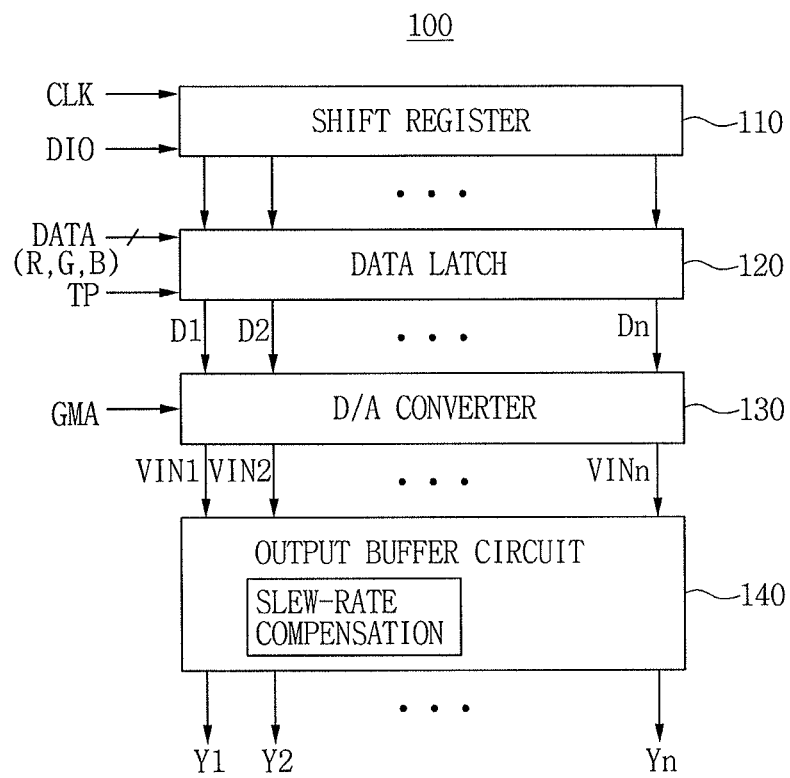 100
CLK
SHIFT REGISTER
110
DIO
• • •
DATA
(R,G,B)
DATA LATCH
120
TP
D1 D2 • • • Dn
GMA
D/A CONVERTER
130
VIN1 VIN2 • • • VINn
OUTPUT BUFFER CIRCUIT
SLEW-RATE
COMPENSATION
140
• • •
Y1 Y2 Yn